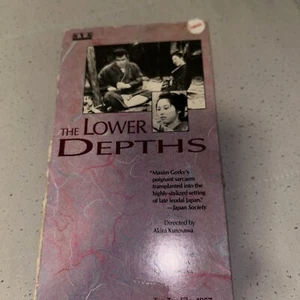 THE LOWER
DEPTHS
"Maxim Gorky's
poignant sarcasm
transplanted into the
highly-stylized setting
of late feudal Japan."
—Japan Society
Directed by
Akira Kurosawa